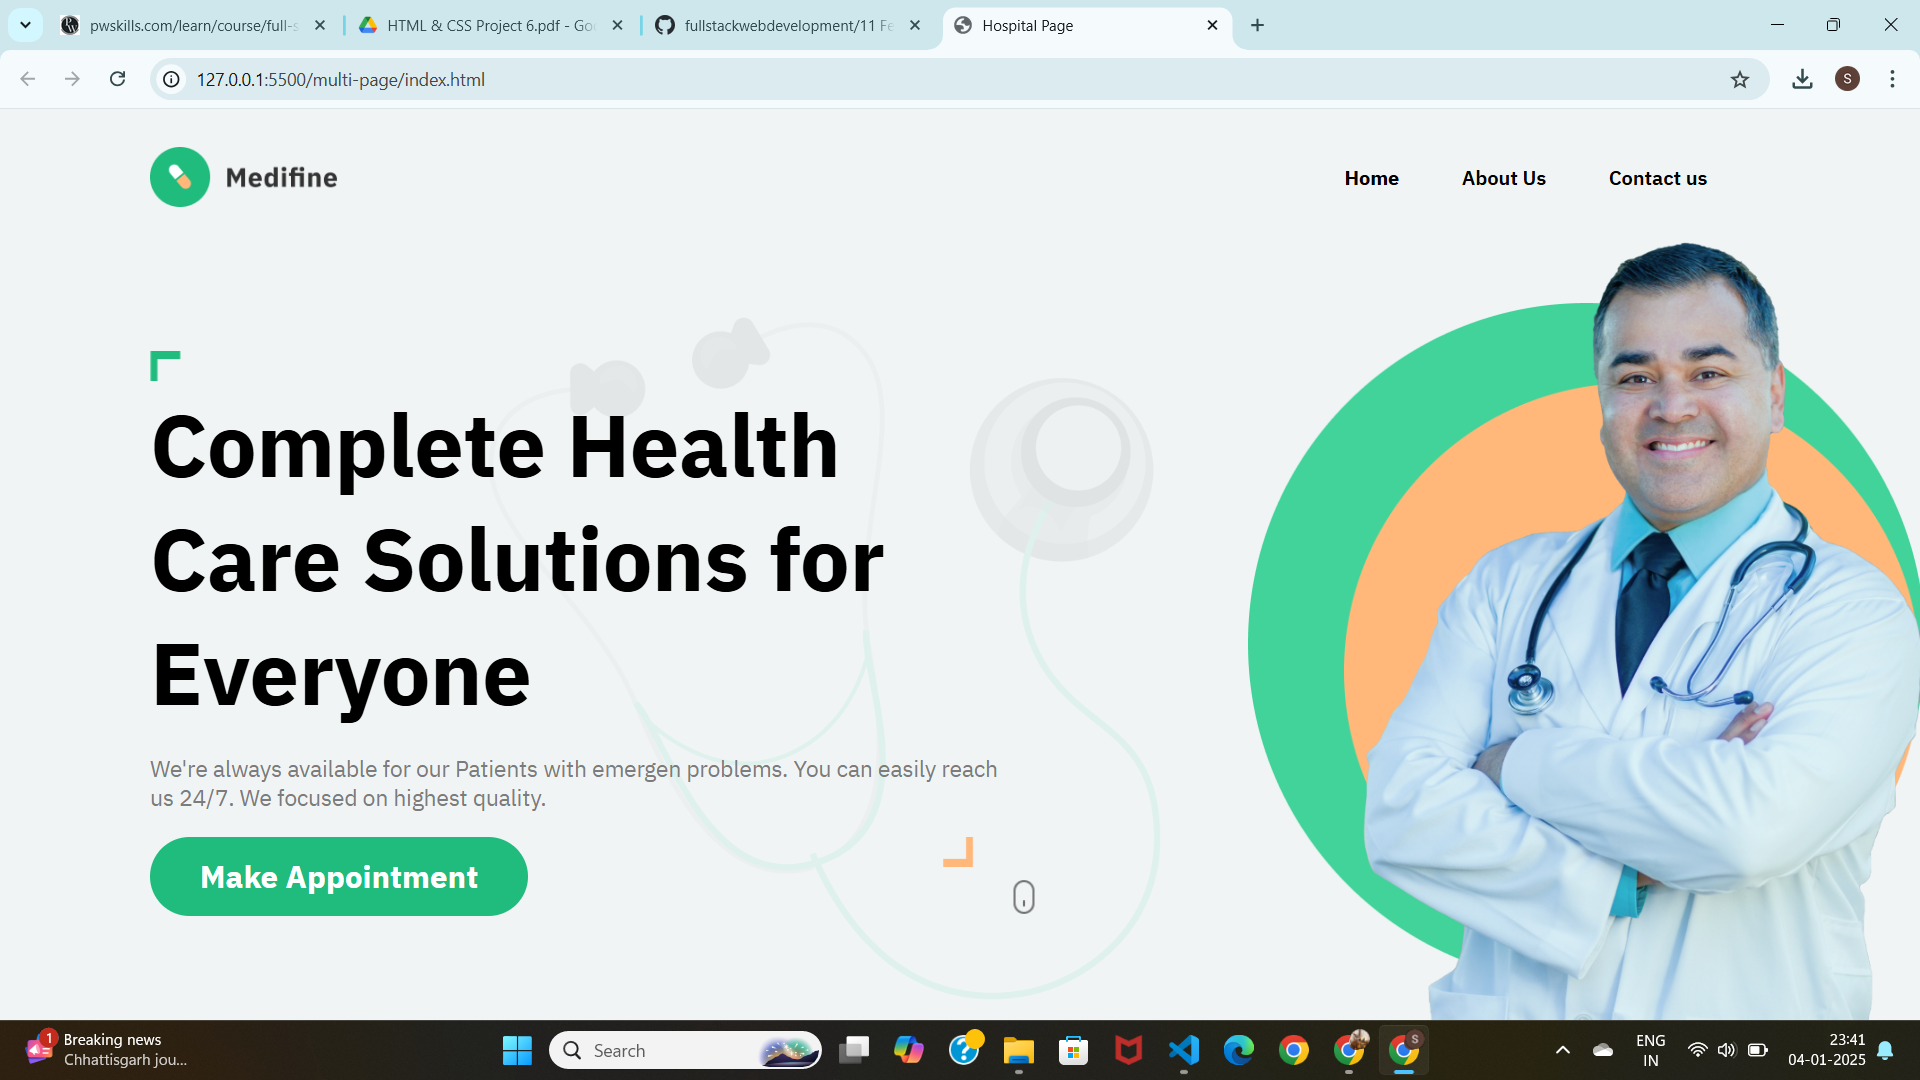 pwskills.com/learn/course/full-s
HTML & CSS Project 6.pdf - Goo
fullstackwebdevelopment/11 Fe
Hospital Page
127.0.0.1:5500/multi-page/index.html
S
Medifine
Home
About Us
Contact us
Complete Health
Care Solutions for
Everyone
We're always available for our Patients with emergen problems. You can easily reach
us 24/7. We focused on highest quality.
Make Appointment
1
Breaking news
Chhattisgarh jou...
Search
S
ENG
IN
23:41
04-01-2025